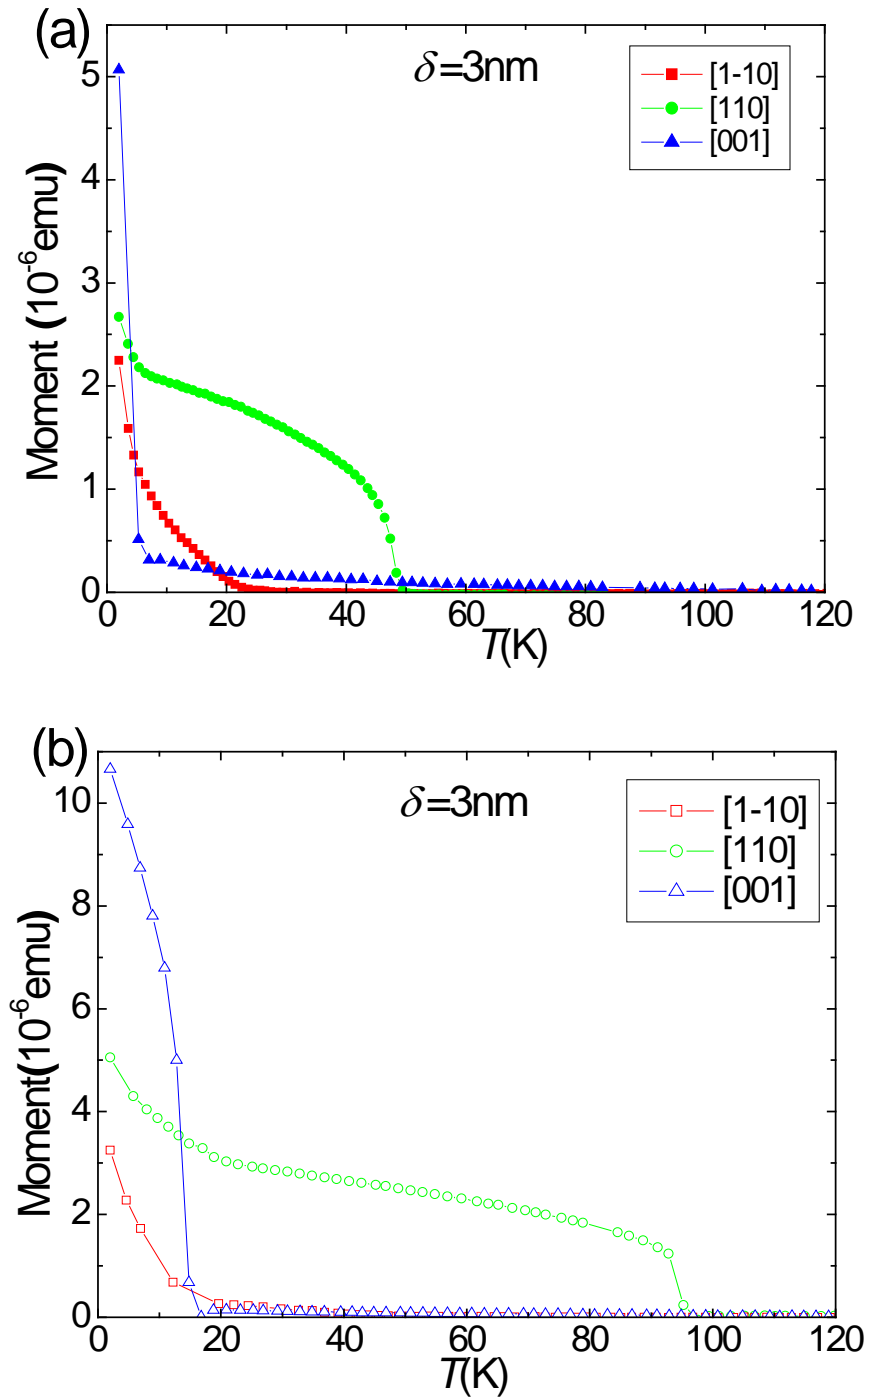 (a)
δ=3nm
[1-10]
[110]
[001]
Moment (10⁻⁶emu)
5
4
3
2
1
0
0 20 40 60 80 100 120
T(K)
(b)
δ=3nm
[1-10]
[110]
[001]
Moment(10⁻⁶emu)
10
8
6
4
2
0
0 20 40 60 80 100 120
T(K)